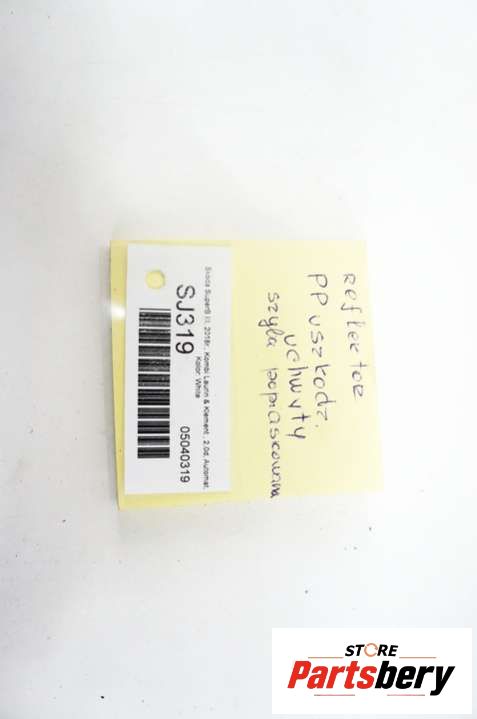 Reflector
PP uszkodz.
uchwyty
szyba popraskowana
Skoda SuperB III, 2018r., Kombi Laurin & Klement, 2.0d, Automat,
Kolor: White
SJ319
05040319
STORE
Partsbery